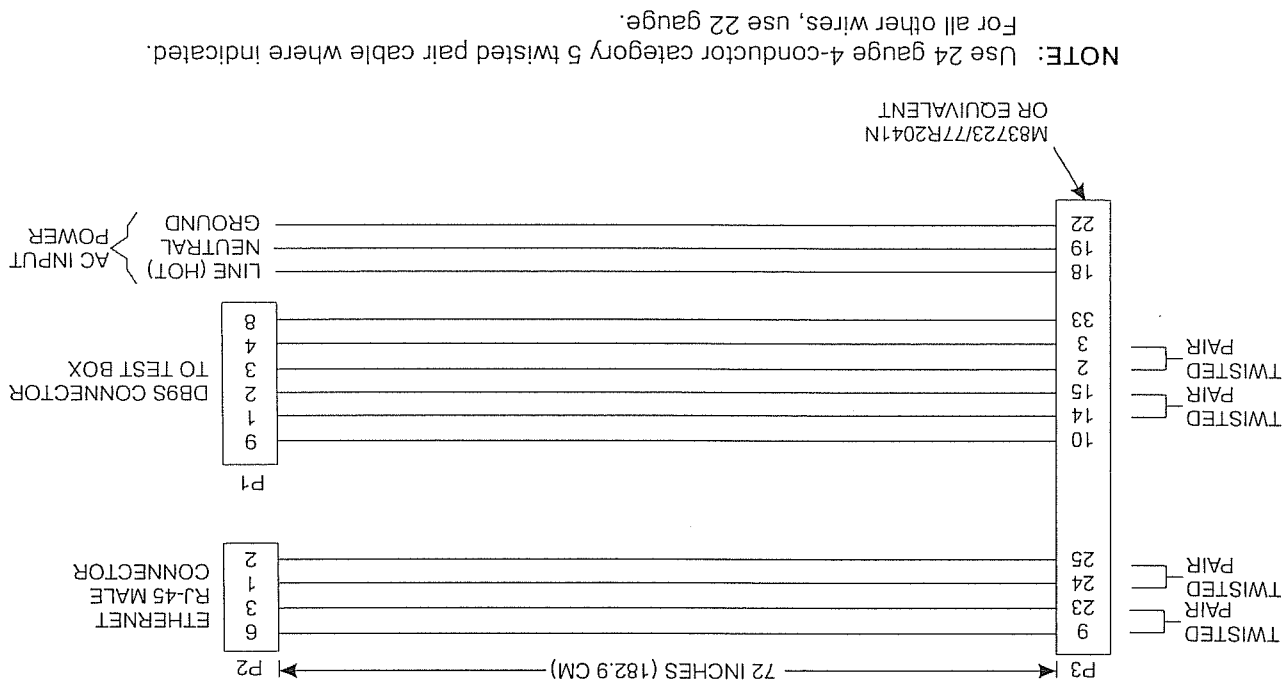 P3
72 INCHES (182.9 CM)
P2
TWISTED
PAIR
9
23
6
3
TWISTED
PAIR
24
25
1
2
ETHERNET
RJ-45 MALE
CONNECTOR
P1
10
9
TWISTED
PAIR
14
15
1
2
TWISTED
PAIR
2
3
3
4
33
8
DB9S CONNECTOR
TO TEST BOX
18
LINE (HOT)
19
NEUTRAL
22
GROUND
AC INPUT
POWER
M83723/77R2041N
OR EQUIVALENT
NOTE: Use 24 gauge 4-conductor category 5 twisted pair cable where indicated.
For all other wires, use 22 gauge.